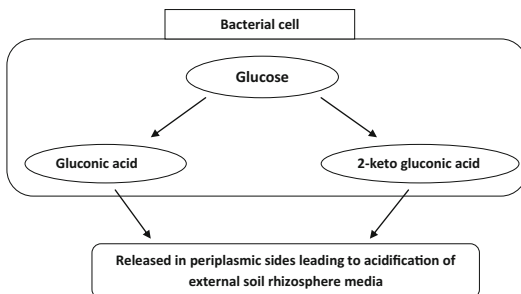 Bacterial cell
Glucose
Gluconic acid
2-keto gluconic acid
Released in periplasmic sides leading to acidification of
external soil rhizosphere media